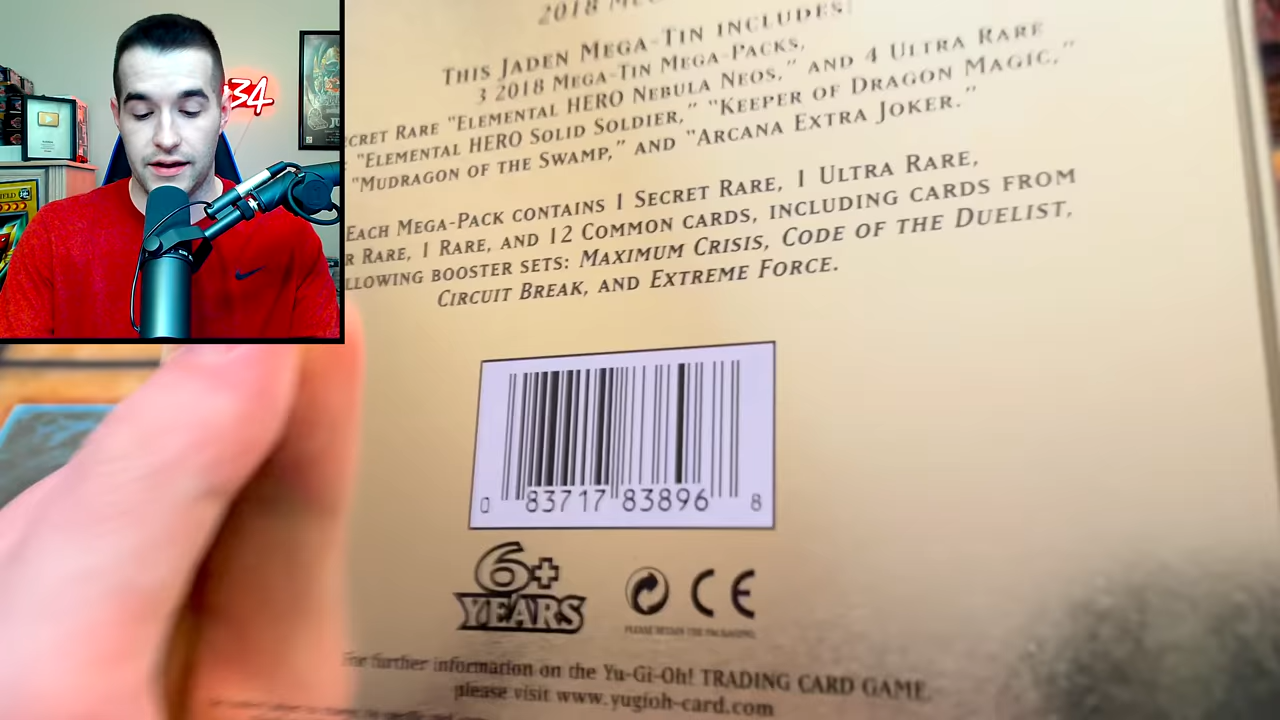 2018
THIS JADEN MEGA-TIN INCLUDES:
3 2018 MEGA-TIN MEGA-PACKS,
RARE "ELEMENTAL HERO NEBULA NEOS," AND 4 ULTRA RARE
"ELEMENTAL HERO SOLID SOLDIER," "KEEPER OF DRAGON MAGIC,"
"MUDRAGON OF THE SWAMP," AND "ARCANA EXTRA JOKER."
EACH MEGA-PACK CONTAINS 1 SECRET RARE, 1 ULTRA RARE,
R RARE, 1 RARE, AND 12 COMMON CARDS, INCLUDING CARDS FROM
LLOWING BOOSTER SETS: MAXIMUM CRISIS, CODE OF THE DUELIST,
CIRCUIT BREAK, AND EXTREME FORCE.
0 83717 83896 8
6+
YEARS
CE
For further information on the Yu-Gi-Oh! TRADING CARD GAME
please visit www.yugioh-card.com
34